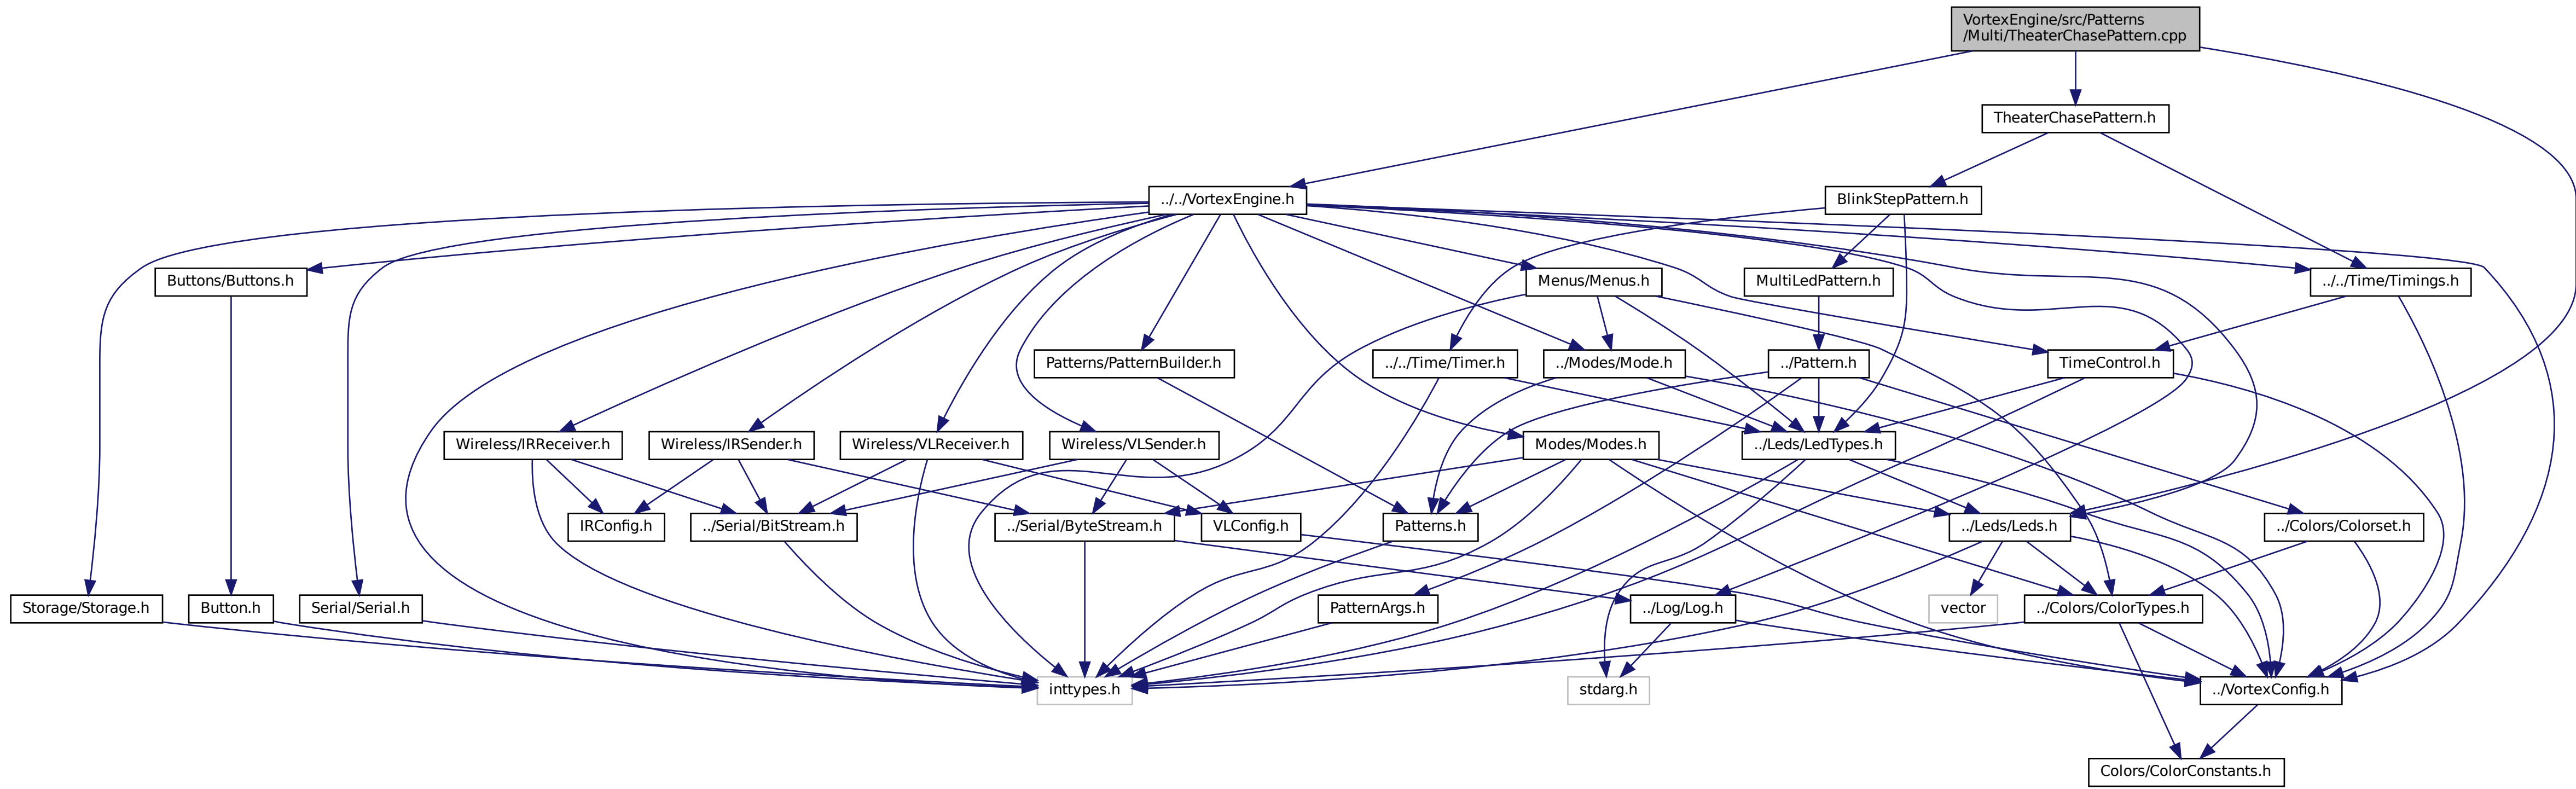 VortexEngine/src/Patterns
/Multi/TheaterChasePattern.cpp
TheaterChasePattern.h
../../VortexEngine.h
BlinkStepPattern.h
Buttons/Buttons.h
Menus/Menus.h
MultiLedPattern.h
../../Time/Timings.h
Patterns/PatternBuilder.h
../../Time/Timer.h
../Modes/Mode.h
../Pattern.h
TimeControl.h
Wireless/IRReceiver.h
Wireless/IRSender.h
Wireless/VLReceiver.h
Wireless/VLSender.h
Modes/Modes.h
../Leds/LedTypes.h
IRConfig.h
../Serial/BitStream.h
../Serial/ByteStream.h
VLConfig.h
Patterns.h
../Leds/Leds.h
../Colors/Colorset.h
Storage/Storage.h
Button.h
Serial/Serial.h
PatternArgs.h
../Log/Log.h
vector
../Colors/ColorTypes.h
inttypes.h
stdarg.h
../VortexConfig.h
Colors/ColorConstants.h